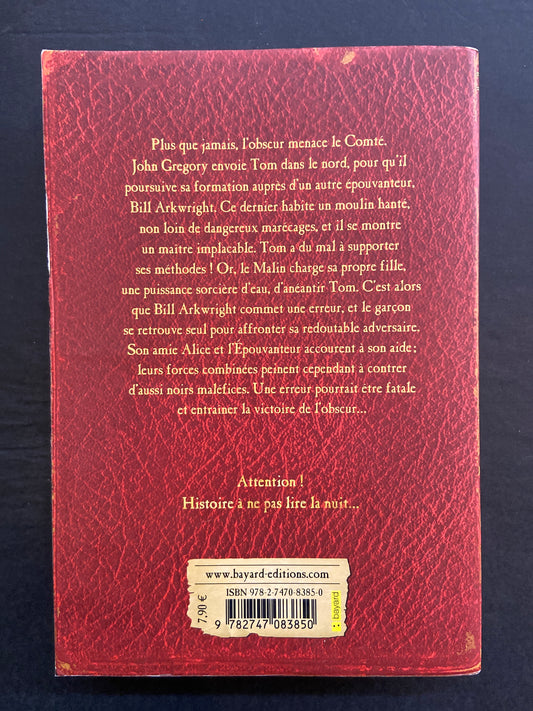 Plus que jamais, l'obscur menace le Comté.
John Gregory envoie Tom dans le nord, pour qu'il
poursuive sa formation auprès d'un autre épouvanteur,
Bill Arkwright. Ce dernier habite un moulin hanté,
non loin de dangereux marécages, et il se montre
un maître implacable. Tom a du mal à supporter
ses méthodes ! Or, le Malin charge sa propre fille,
une puissance sorcière d'eau, d'anéantir Tom. C'est alors
que Bill Arkwright commet une erreur, et le garçon
se retrouve seul pour affronter sa redoutable adversaire.
Son amie Alice et l'Épouvanteur accourent à son aide ;
leurs forces combinées peinent cependant à contrer
d'aussi noirs maléfices. Une erreur pourrait être fatale
et entraîner la victoire de l'obscur...
Attention !
Histoire à ne pas lire la nuit...
www.bayard-editions.com
ISBN 978-2-7470-8385-0
7,90 €
9 782747 083850
bayard